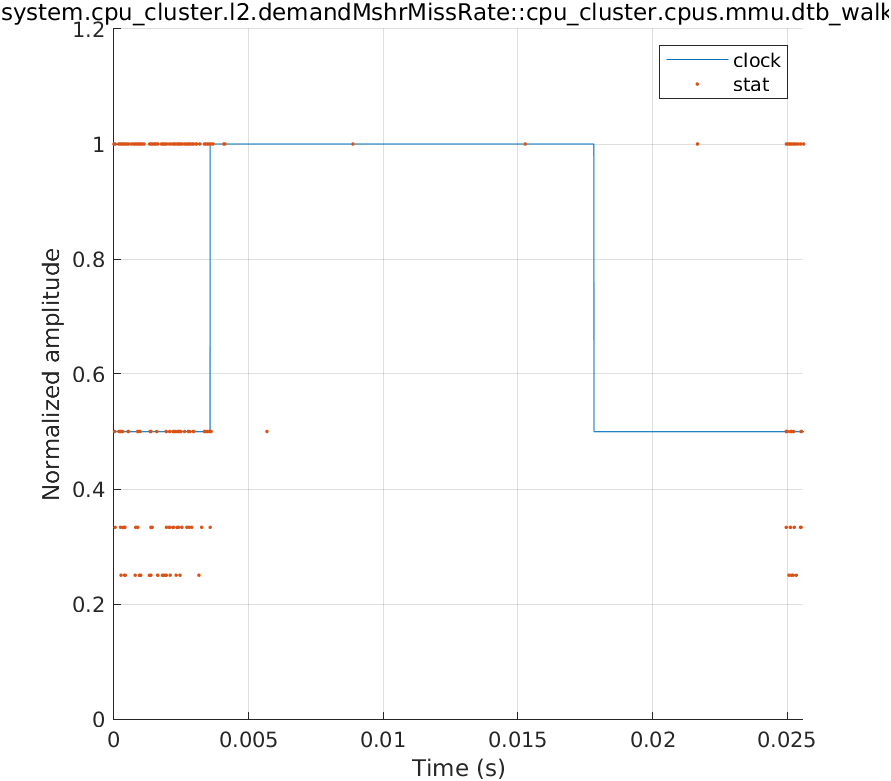 system.cpu_cluster.l2.demandMshrMissRate::cpu_cluster.cpus.mmu.dtb_walk
clock
stat
1.2
1
0.8
0.6
0.4
0.2
0
Normalized amplitude
0
0.005
0.01
0.015
0.02
0.025
Time (s)